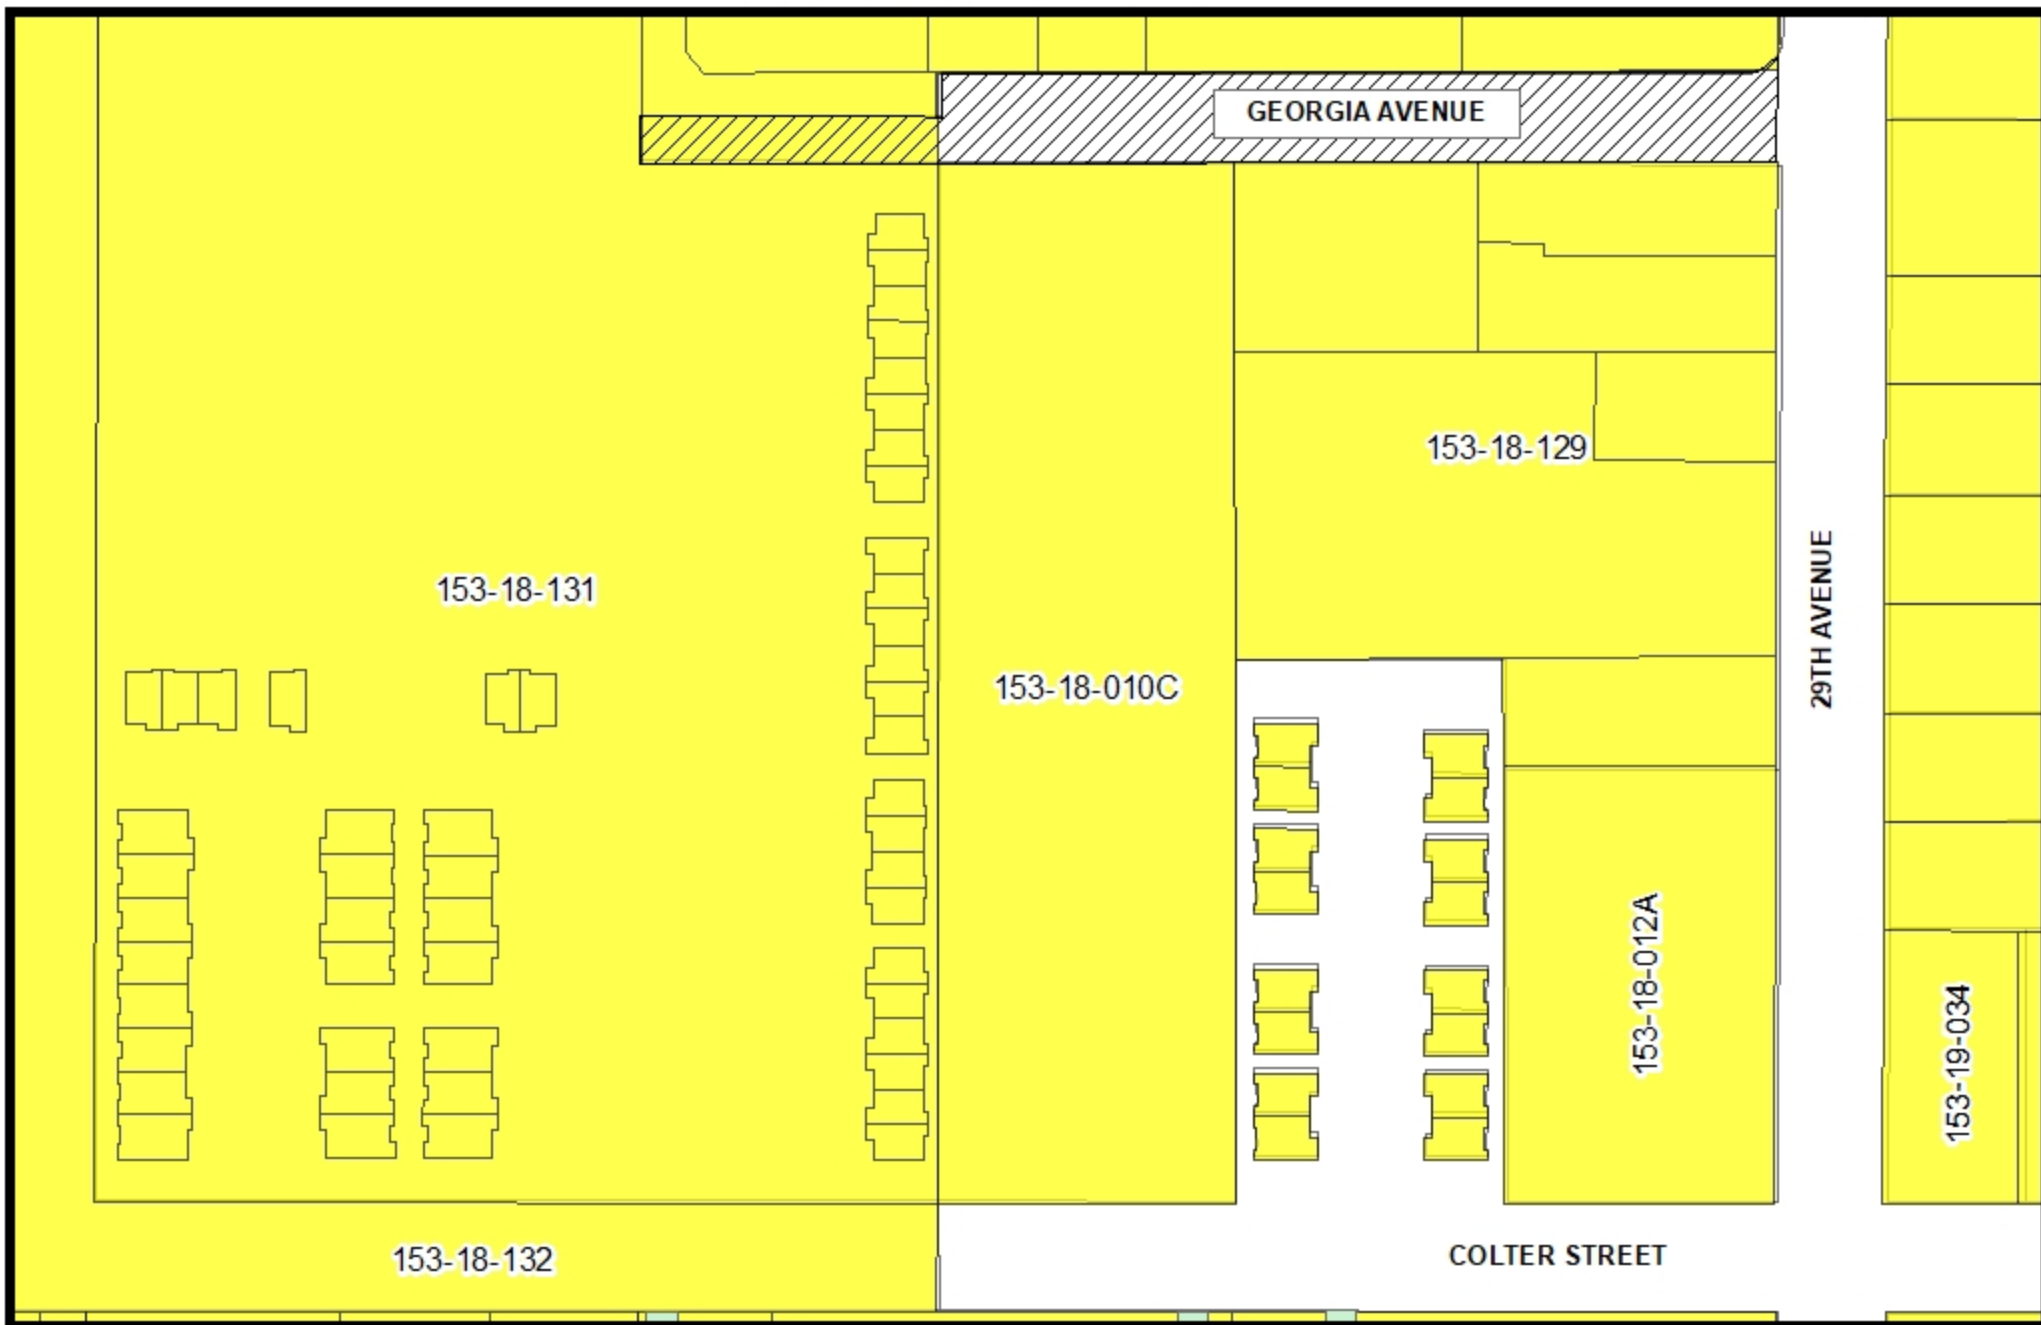 GEORGIA AVENUE
153-18-129
153-18-131
29TH AVENUE
153-18-010C
153-18-012A
153-19-034
153-18-132
COLTER STREET